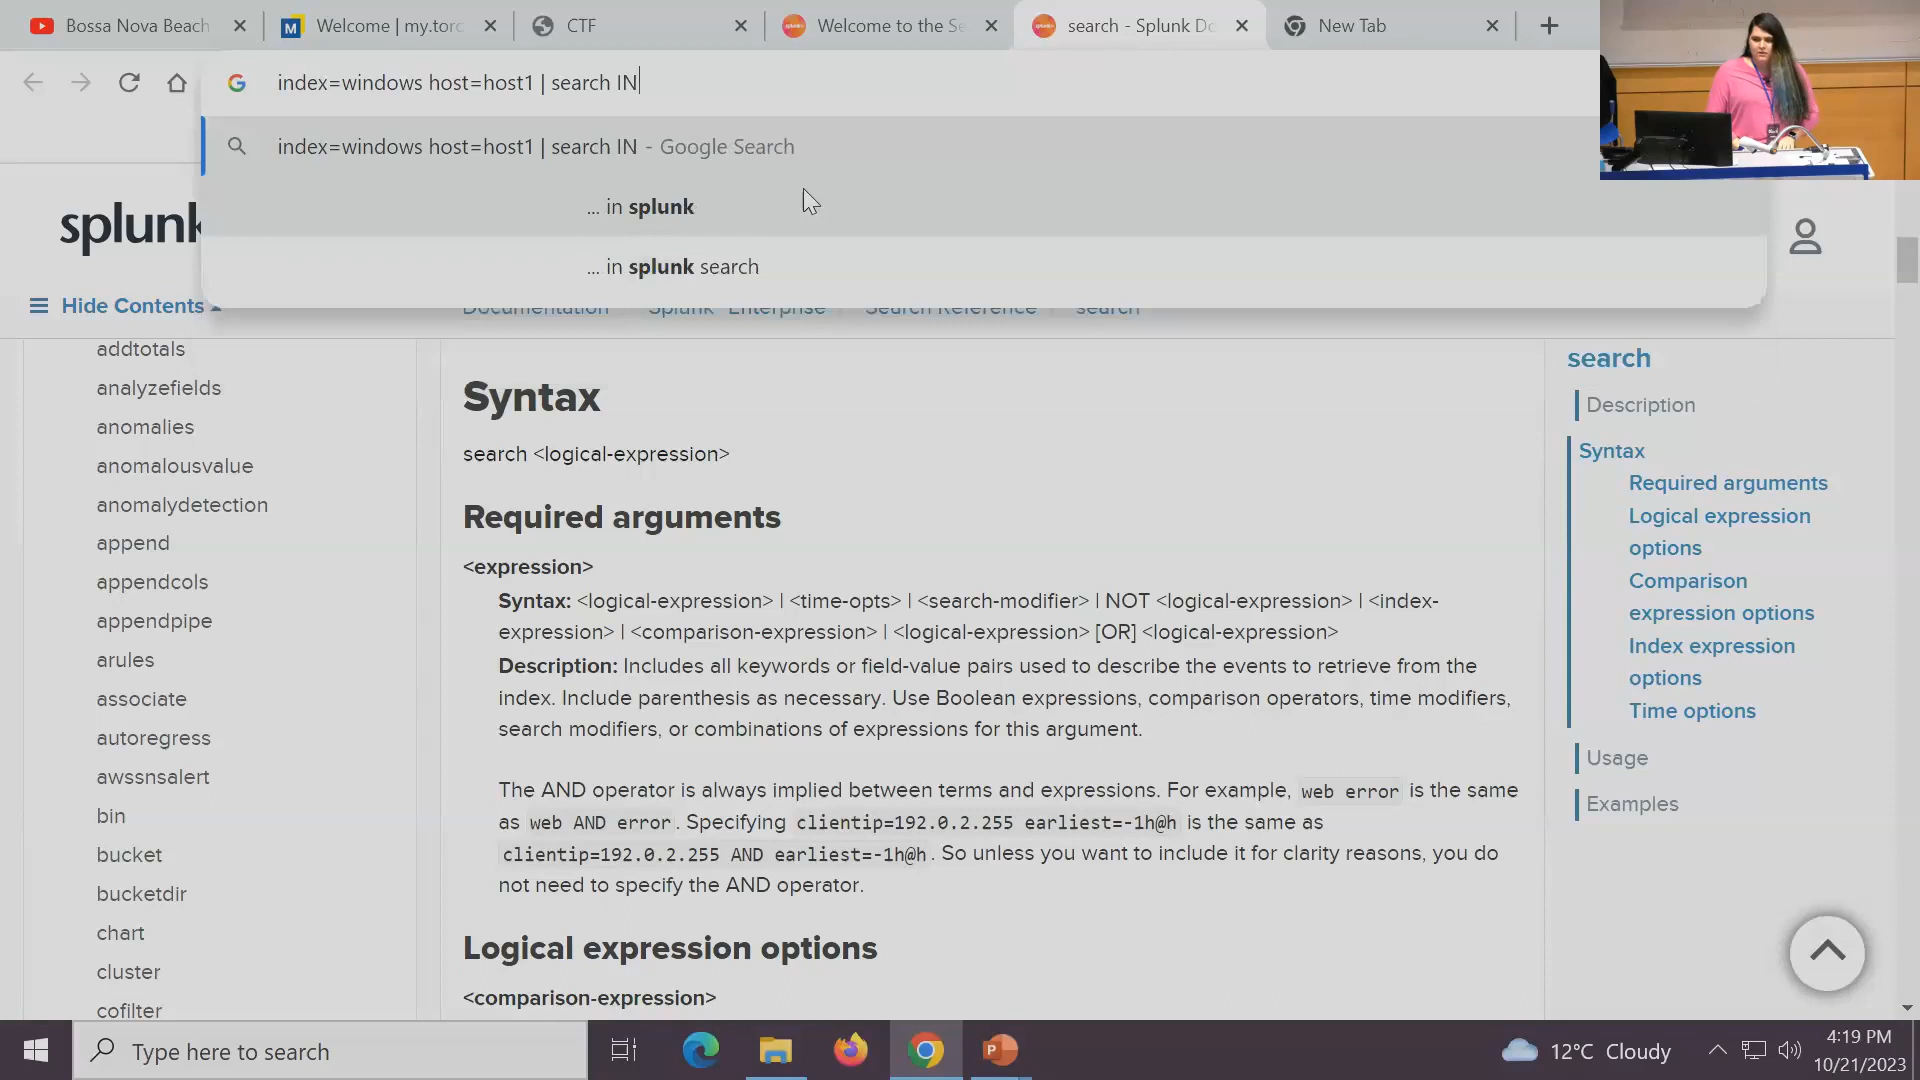 Bossa Nova Beach
Welcome | my.torc
CTF
Welcome to the Se
search - Splunk Do
New Tab
index=windows host=host1 | search IN
index=windows host=host1 | search IN - Google Search
... in splunk
... in splunk search
splunk
Hide Contents
Documentation Splunk Enterprise Search Reference search
addtotals
analyzefields
anomalies
anomalousvalue
anomalydetection
append
appendcols
appendpipe
arules
associate
autoregress
awssnsalert
bin
bucket
bucketdir
chart
cluster
cofilter
Syntax
search <logical-expression>
Required arguments
<expression>
Syntax: <logical-expression> | <time-opts> | <search-modifier> | NOT <logical-expression> | <index-
expression> | <comparison-expression> | <logical-expression> [OR] <logical-expression>
Description: Includes all keywords or field-value pairs used to describe the events to retrieve from the
index. Include parenthesis as necessary. Use Boolean expressions, comparison operators, time modifiers,
search modifiers, or combinations of expressions for this argument.
The AND operator is always implied between terms and expressions. For example, web error is the same
as web AND error. Specifying clientip=192.0.2.255 earliest=-1h@h is the same as
clientip=192.0.2.255 AND earliest=-1h@h. So unless you want to include it for clarity reasons, you do
not need to specify the AND operator.
Logical expression options
<comparison-expression>
search
Description
Syntax
Required arguments
Logical expression
options
Comparison
expression options
Index expression
options
Time options
Usage
Examples
Type here to search
12°C Cloudy
4:19 PM
10/21/2023